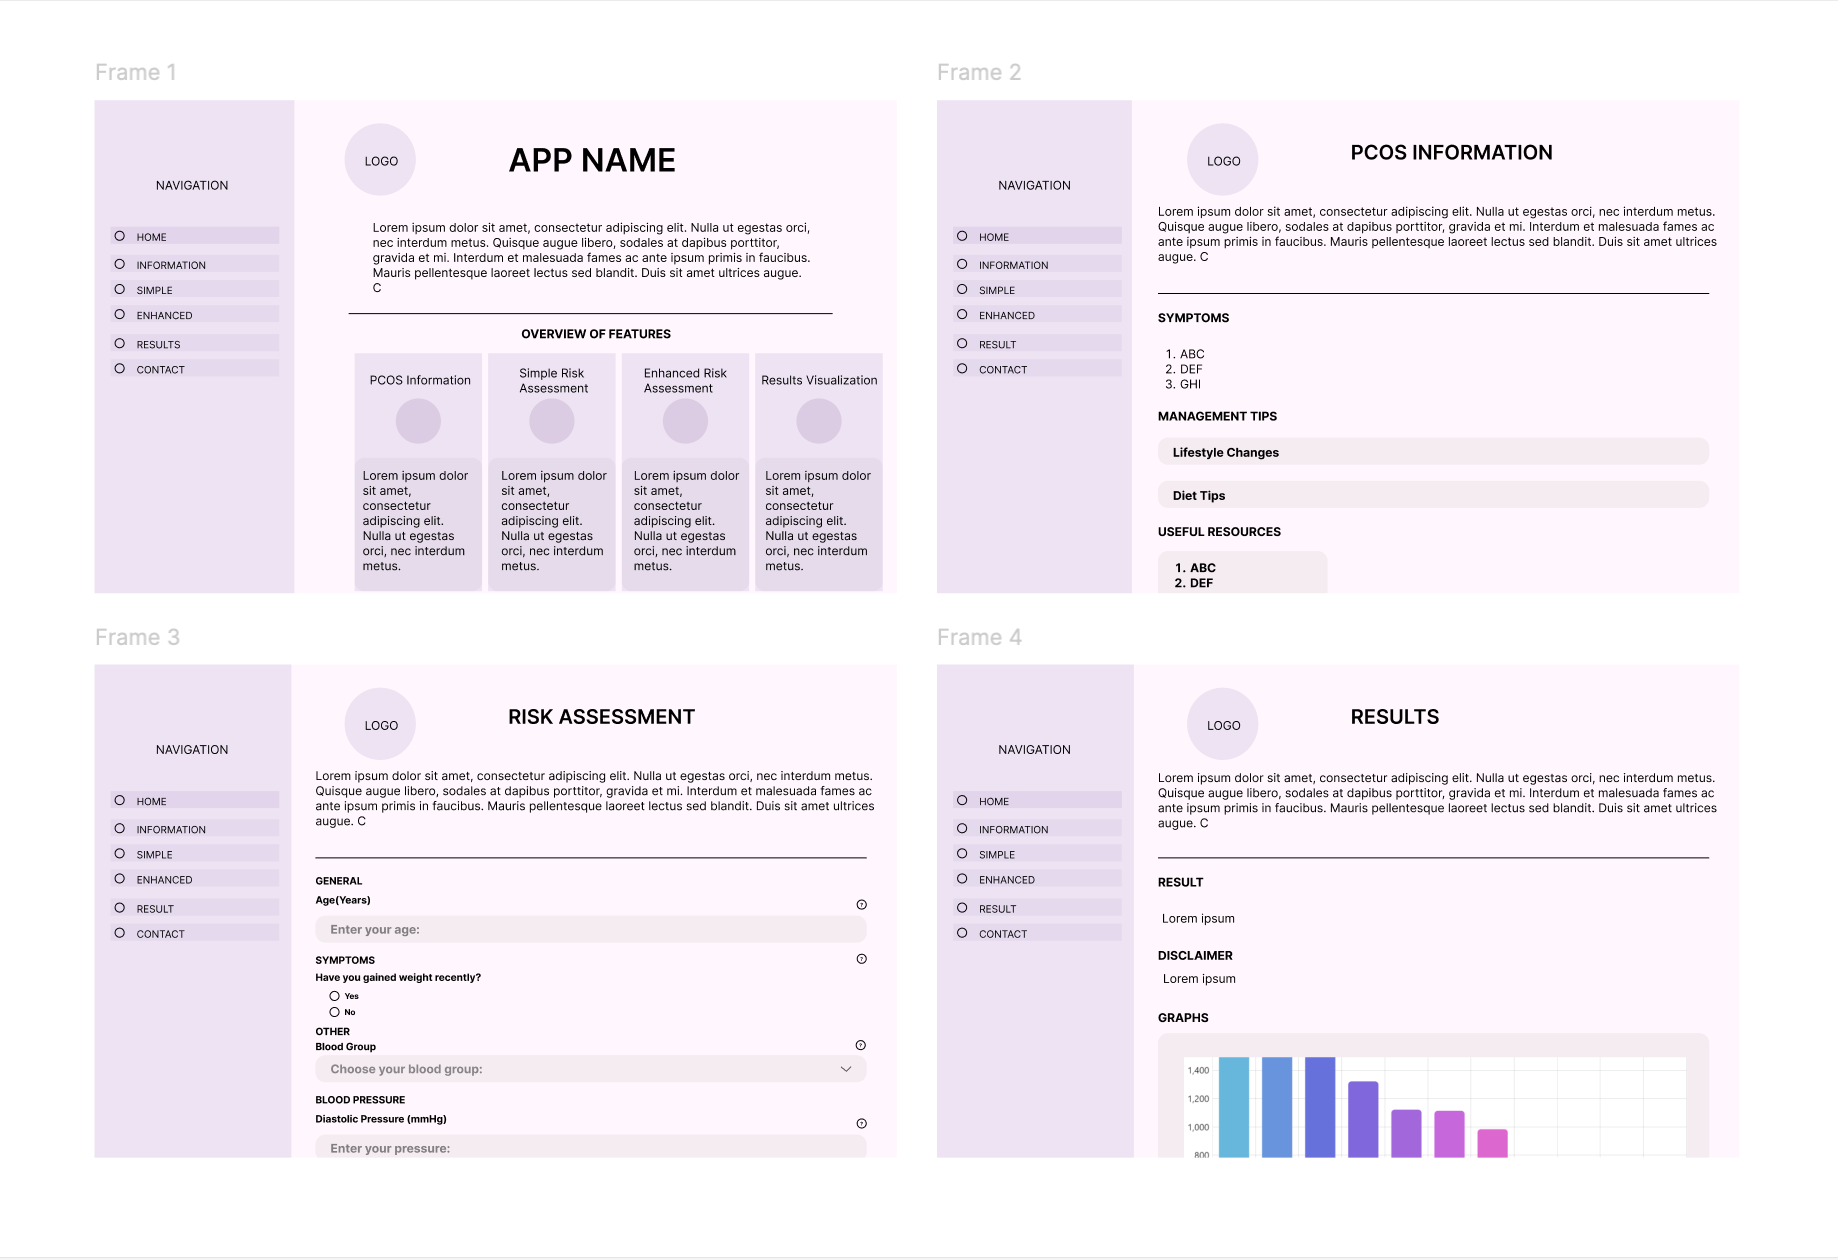 Frame 1
LOGO
APP NAME
NAVIGATION
HOME
INFORMATION
SIMPLE
ENHANCED
RESULTS
CONTACT
Lorem ipsum dolor sit amet, consectetur adipiscing elit. Nulla ut egestas orci,
nec interdum metus. Quisque augue libero, sodales at dapibus porttitor,
gravida et mi. Interdum et malesuada fames ac ante ipsum primis in faucibus.
Mauris pellentesque laoreet lectus sed blandit. Duis sit amet ultrices augue.
C
OVERVIEW OF FEATURES
PCOS Information
Lorem ipsum dolor
sit amet,
consectetur
adipiscing elit.
Nulla ut egestas
orci, nec interdum
metus.
Simple Risk
Assessment
Lorem ipsum dolor
sit amet,
consectetur
adipiscing elit.
Nulla ut egestas
orci, nec interdum
metus.
Enhanced Risk
Assessment
Lorem ipsum dolor
sit amet,
consectetur
adipiscing elit.
Nulla ut egestas
orci, nec interdum
metus.
Results Visualization
Lorem ipsum dolor
sit amet,
consectetur
adipiscing elit.
Nulla ut egestas
orci, nec interdum
metus.
Frame 2
LOGO
PCOS INFORMATION
NAVIGATION
HOME
INFORMATION
SIMPLE
ENHANCED
RESULT
CONTACT
Lorem ipsum dolor sit amet, consectetur adipiscing elit. Nulla ut egestas orci, nec interdum metus.
Quisque augue libero, sodales at dapibus porttitor, gravida et mi. Interdum et malesuada fames ac
ante ipsum primis in faucibus. Mauris pellentesque laoreet lectus sed blandit. Duis sit amet ultrices
augue. C
SYMPTOMS
1. ABC
2. DEF
3. GHI
MANAGEMENT TIPS
Lifestyle Changes
Diet Tips
USEFUL RESOURCES
1. ABC
2. DEF
Frame 3
LOGO
RISK ASSESSMENT
NAVIGATION
HOME
INFORMATION
SIMPLE
ENHANCED
RESULT
CONTACT
Lorem ipsum dolor sit amet, consectetur adipiscing elit. Nulla ut egestas orci, nec interdum metus.
Quisque augue libero, sodales at dapibus porttitor, gravida et mi. Interdum et malesuada fames ac
ante ipsum primis in faucibus. Mauris pellentesque laoreet lectus sed blandit. Duis sit amet ultrices
augue. C
GENERAL
Age(Years)
?
Enter your age:
SYMPTOMS
?
Have you gained weight recently?
Yes
No
OTHER
Blood Group
?
Choose your blood group:
BLOOD PRESSURE
Diastolic Pressure (mmHg)
?
Enter your pressure:
Frame 4
LOGO
RESULTS
NAVIGATION
HOME
INFORMATION
SIMPLE
ENHANCED
RESULT
CONTACT
Lorem ipsum dolor sit amet, consectetur adipiscing elit. Nulla ut egestas orci, nec interdum metus.
Quisque augue libero, sodales at dapibus porttitor, gravida et mi. Interdum et malesuada fames ac
ante ipsum primis in faucibus. Mauris pellentesque laoreet lectus sed blandit. Duis sit amet ultrices
augue. C
RESULT
Lorem ipsum
DISCLAIMER
Lorem ipsum
GRAPHS
1,400
1,200
1,000
800